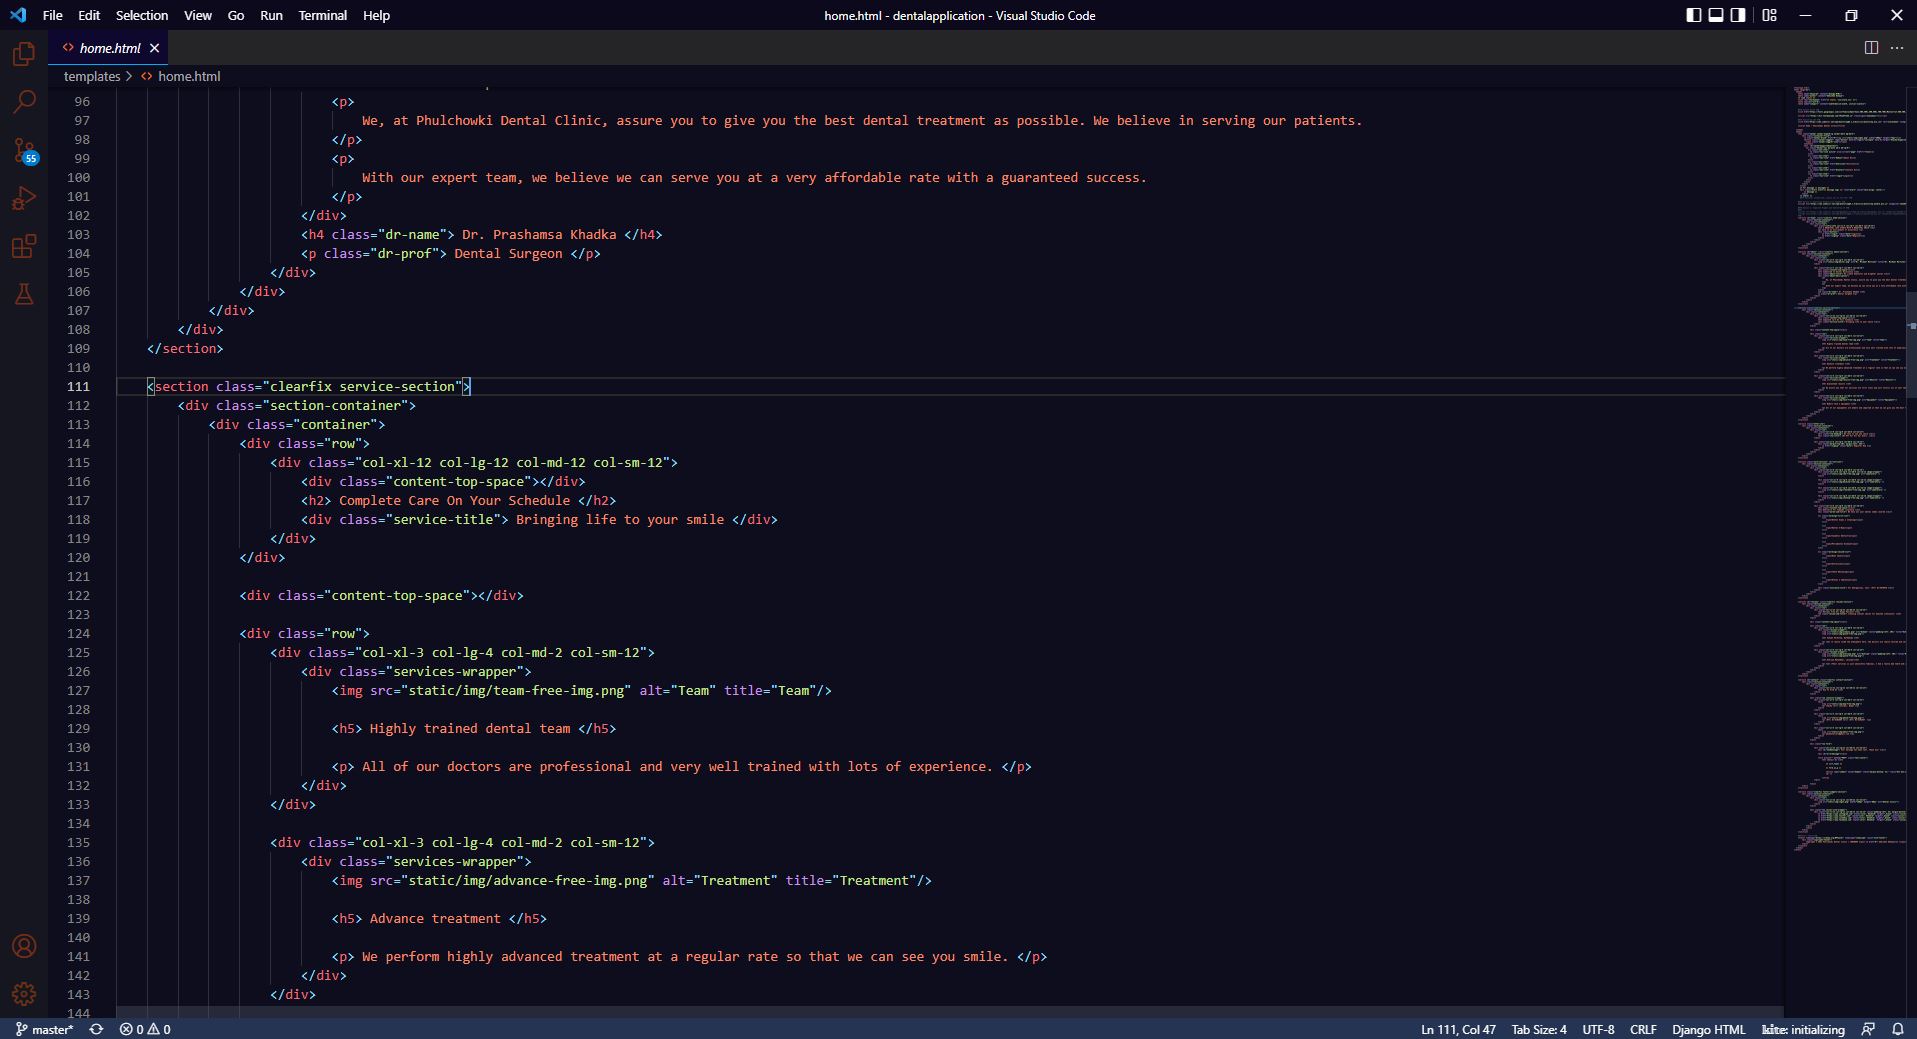 File Edit Selection View Go Run Terminal Help
home.html - dentalapplication - Visual Studio Code
<> home.html
templates > <> home.html
96 <p>
97 We, at Phulchowki Dental Clinic, assure you to give you the best dental treatment as possible. We believe in serving our patients.
98 </p>
99 <p>
100 With our expert team, we believe we can serve you at a very affordable rate with a guaranteed success.
101 </p>
102 </div>
103 <h4 class="dr-name"> Dr. Prashamsa Khadka </h4>
104 <p class="dr-prof"> Dental Surgeon </p>
105 </div>
106 </div>
107 </div>
108 </div>
109 </section>
110
111 <section class="clearfix service-section">
112 <div class="section-container">
113 <div class="container">
114 <div class="row">
115 <div class="col-xl-12 col-lg-12 col-md-12 col-sm-12">
116 <div class="content-top-space"></div>
117 <h2> Complete Care On Your Schedule </h2>
118 <div class="service-title"> Bringing life to your smile </div>
119 </div>
120 </div>
121
122 <div class="content-top-space"></div>
123
124 <div class="row">
125 <div class="col-xl-3 col-lg-4 col-md-2 col-sm-12">
126 <div class="services-wrapper">
127 <img src="static/img/team-free-img.png" alt="Team" title="Team"/>
128
129 <h5> Highly trained dental team </h5>
130
131 <p> All of our doctors are professional and very well trained with lots of experience. </p>
132 </div>
133 </div>
134
135 <div class="col-xl-3 col-lg-4 col-md-2 col-sm-12">
136 <div class="services-wrapper">
137 <img src="static/img/advance-free-img.png" alt="Treatment" title="Treatment"/>
138
139 <h5> Advance treatment </h5>
140
141 <p> We perform highly advanced treatment at a regular rate so that we can see you smile. </p>
142 </div>
143 </div>
144
55
master* 0 0
Ln 111, Col 47 Tab Size: 4 UTF-8 CRLF Django HTML kite: initializing